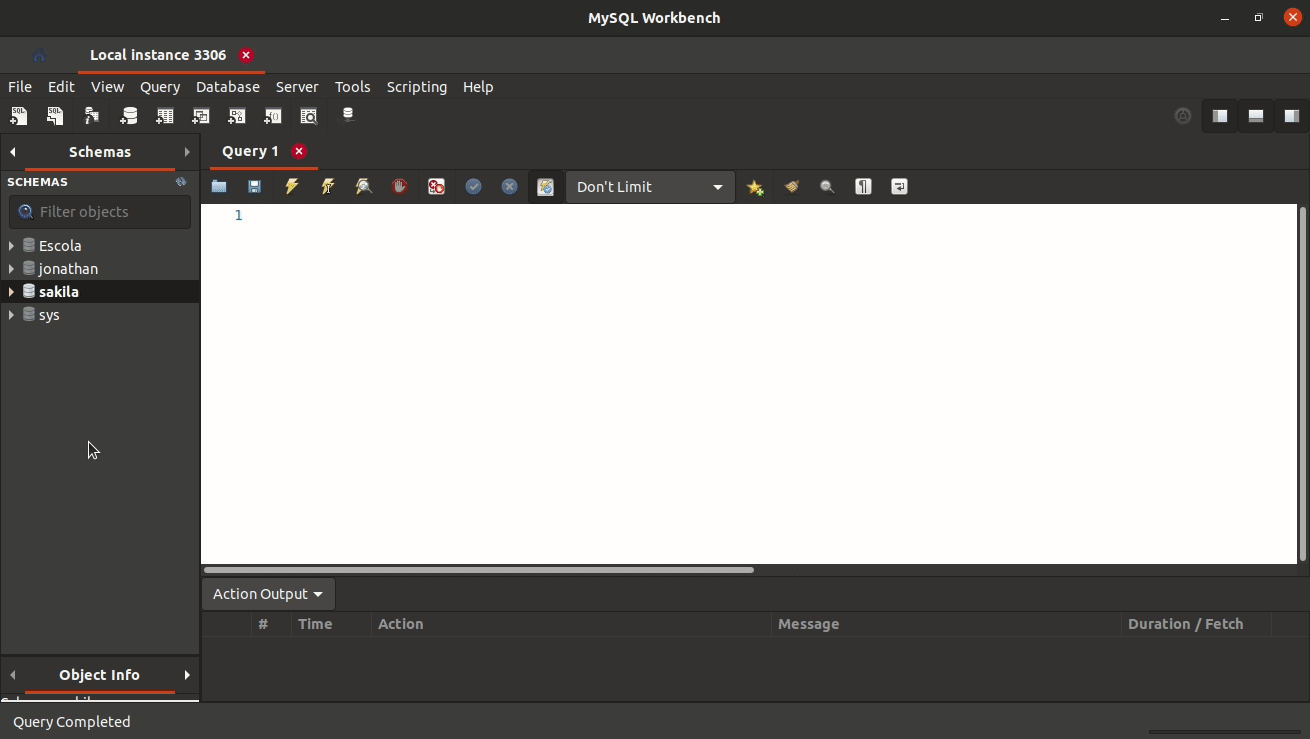 MySQL Workbench
Local instance 3306
File Edit View Query Database Server Tools Scripting Help
Schemas
Query 1
SCHEMAS
Don't Limit
Filter objects
1
Escola
jonathan
sakila
sys
Action Output
# Time Action Message Duration / Fetch
Object Info
Query Completed